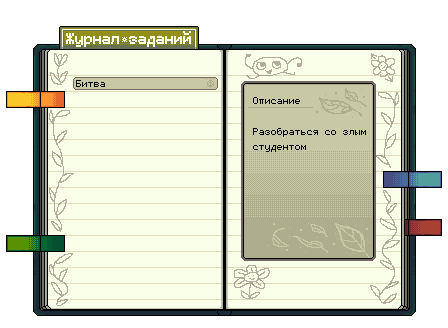 Журнал заданий
Битва
Описание
Разобраться со злым
студентом